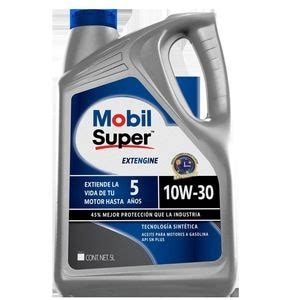 Mobil
Super™
EXTENGINE
EXTIENDE LA
VIDA DE TU
MOTOR HASTA
5
AÑOS
10W-30
45% MEJOR PROTECCIÓN QUE LA INDUSTRIA
TECNOLOGÍA SINTÉTICA
ACEITE PARA MOTORES A GASOLINA
API SN PLUS
CONT. NET. 5L